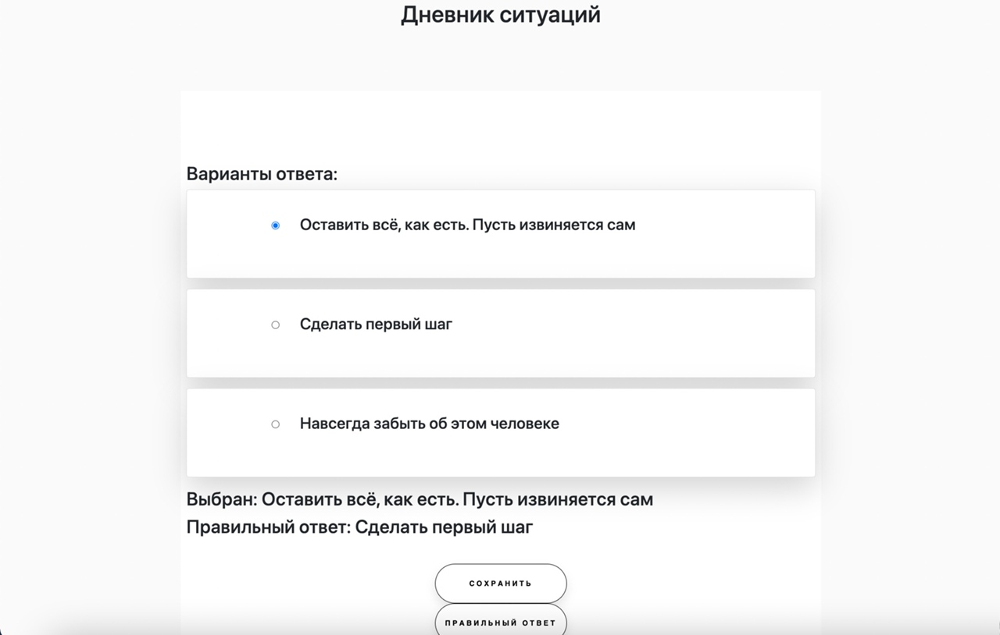 Дневник ситуаций
Варианты ответа:
Оставить всё, как есть. Пусть извиняется сам
Сделать первый шаг
Навсегда забыть об этом человеке
Выбран: Оставить всё, как есть. Пусть извиняется сам
Правильный ответ: Сделать первый шаг
СОХРАНИТЬ
ПРАВИЛЬНЫЙ ОТВЕТ